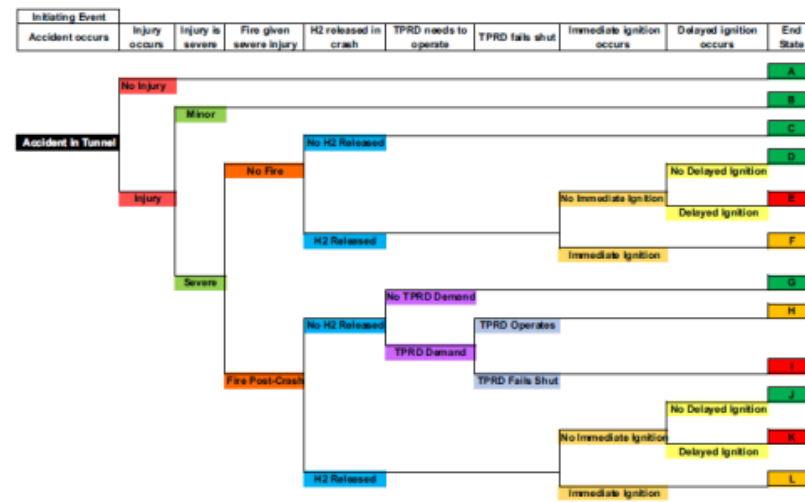 Initiating Event
Accident occurs
Injury occurs
Injury is severe
Fire given severe injury
H2 released in crash
TPRD needs to operate
TPRD fails shut
Immediate ignition occurs
Delayed ignition occurs
End State
A
No Injury
B
Minor
C
Accident in Tunnel
No H2 Released
D
No Fire
No Delayed Ignition
Injury
No Immediate Ignition
E
Delayed Ignition
H2 Released
F
Immediate Ignition
Severe
G
No TPRD Demand
H
No H2 Released
TPRD Operates
TPRD Demand
I
Fire Post-Crash
TPRD Fails Shut
J
No Delayed Ignition
No Immediate Ignition
K
Delayed Ignition
H2 Released
L
Immediate Ignition